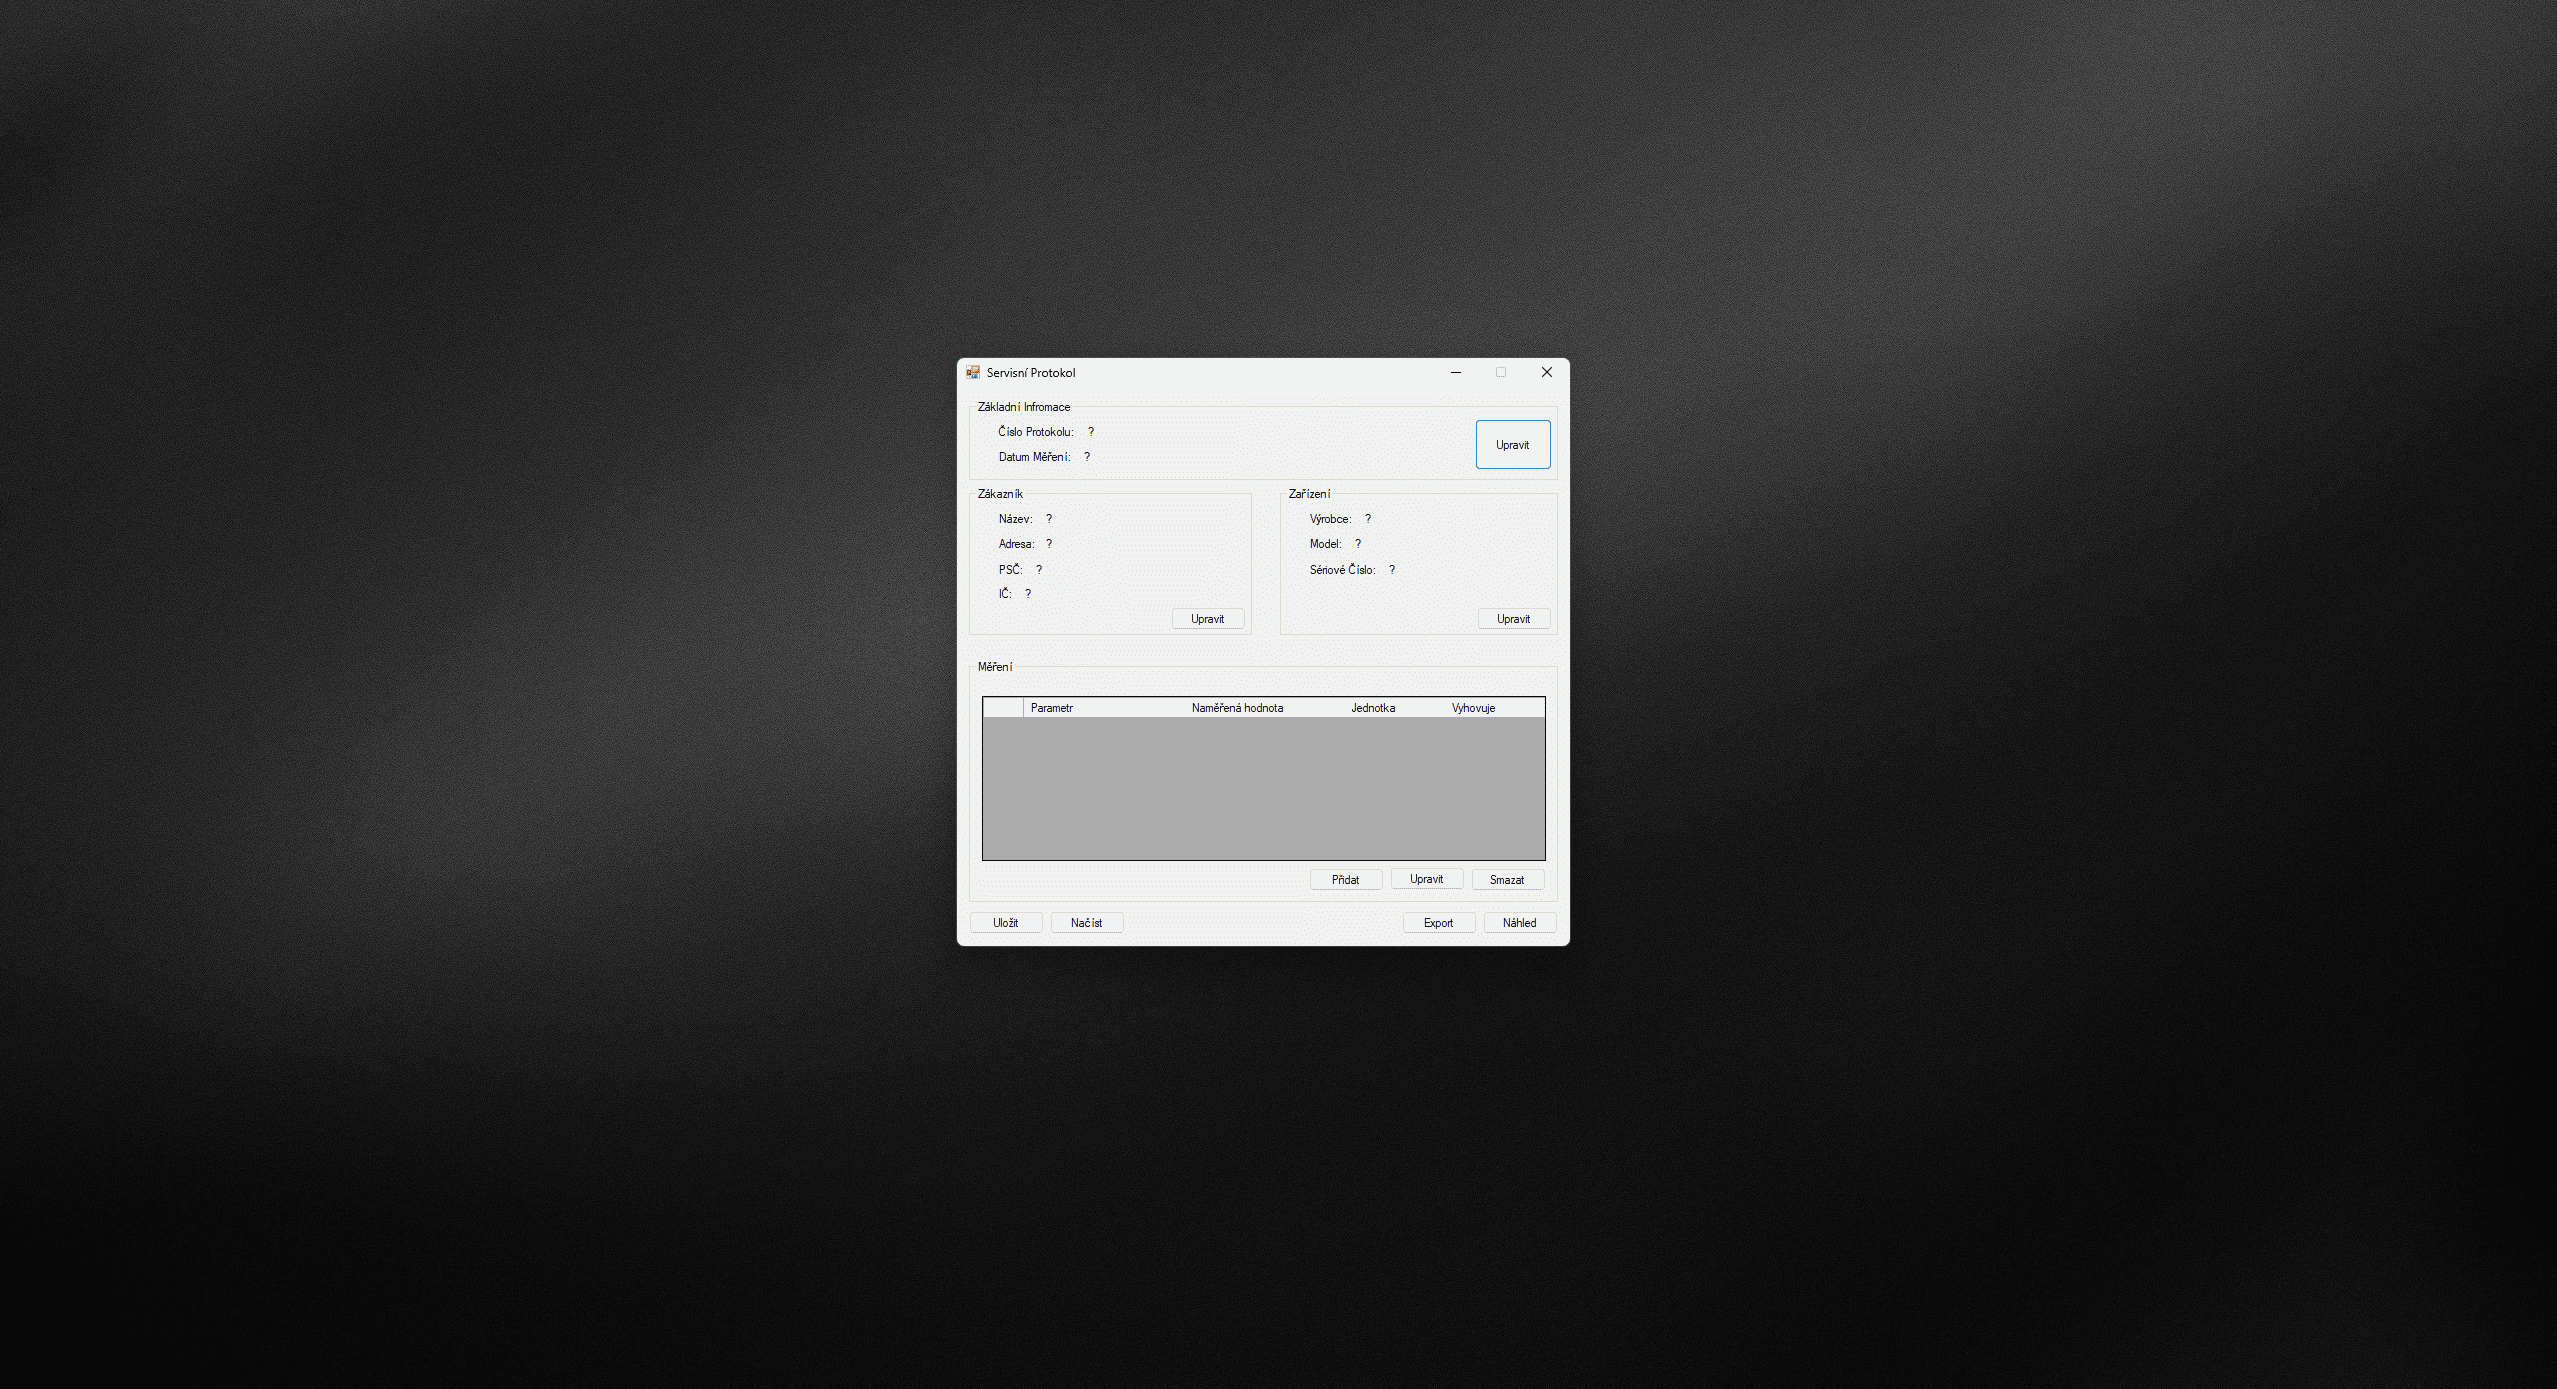 Servisní Protokol
Základní Infromace
Číslo Protokolu: ?
Datum Měření: ?
Upravit
Zákazník
Název: ?
Adresa: ?
PSČ: ?
IČ: ?
Upravit
Zařízení
Výrobce: ?
Model: ?
Sériové Číslo: ?
Upravit
Měření
Parametr Naměřená hodnota Jednotka Vyhovuje
Přidat Upravit Smazat
Uložit Načíst Export Náhled